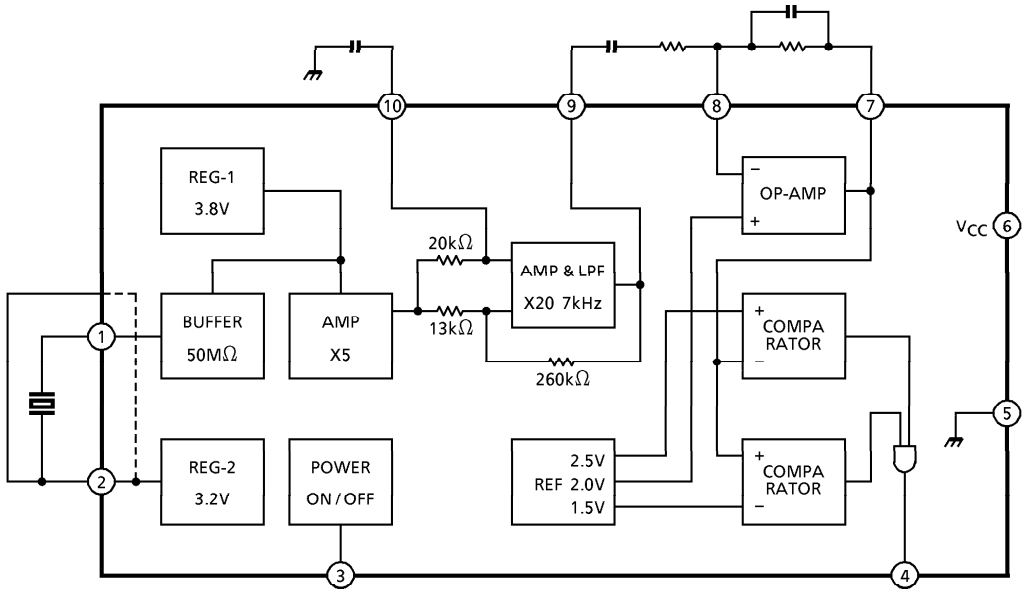 10
9
8
7
REG-1
3.8V
−
OP-AMP
+
20kΩ
AMP & LPF
X20 7kHz
13kΩ
260kΩ
VCC
6
1
BUFFER
50MΩ
AMP
X5
+
COMPA
RATOR
−
5
2
REG-2
3.2V
POWER
ON/OFF
2.5V
REF 2.0V
1.5V
+
COMPA
RATOR
−
3
4